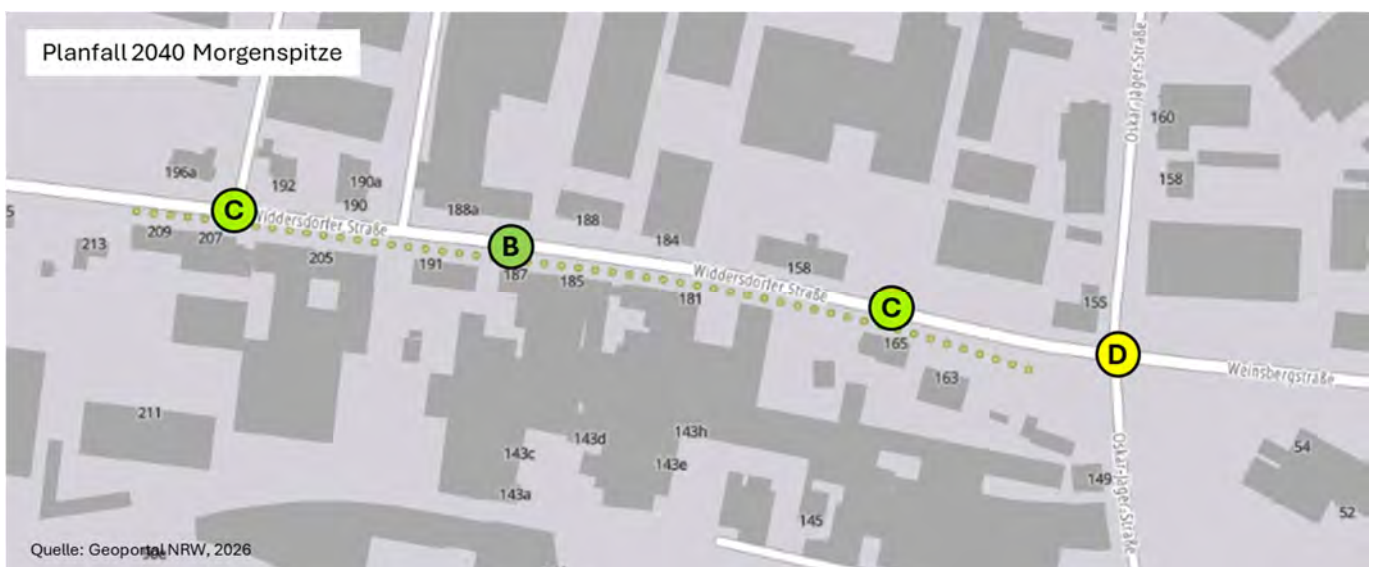 Planfall 2040 Morgenspitze
Oskar-Jäger-Straße
160
158
196a
192
190a
190
188a
188
184
5
213
209
207
C
Widdersdorfer Straße
205
191
B
187
185
181
Widdersdorfer Straße
158
C
165
163
155
D
Weinsbergstraße
211
143c
143a
143d
143h
143e
145
149
Oskar-Jäger-Straße
54
52
Quelle: Geoportal NRW, 2026